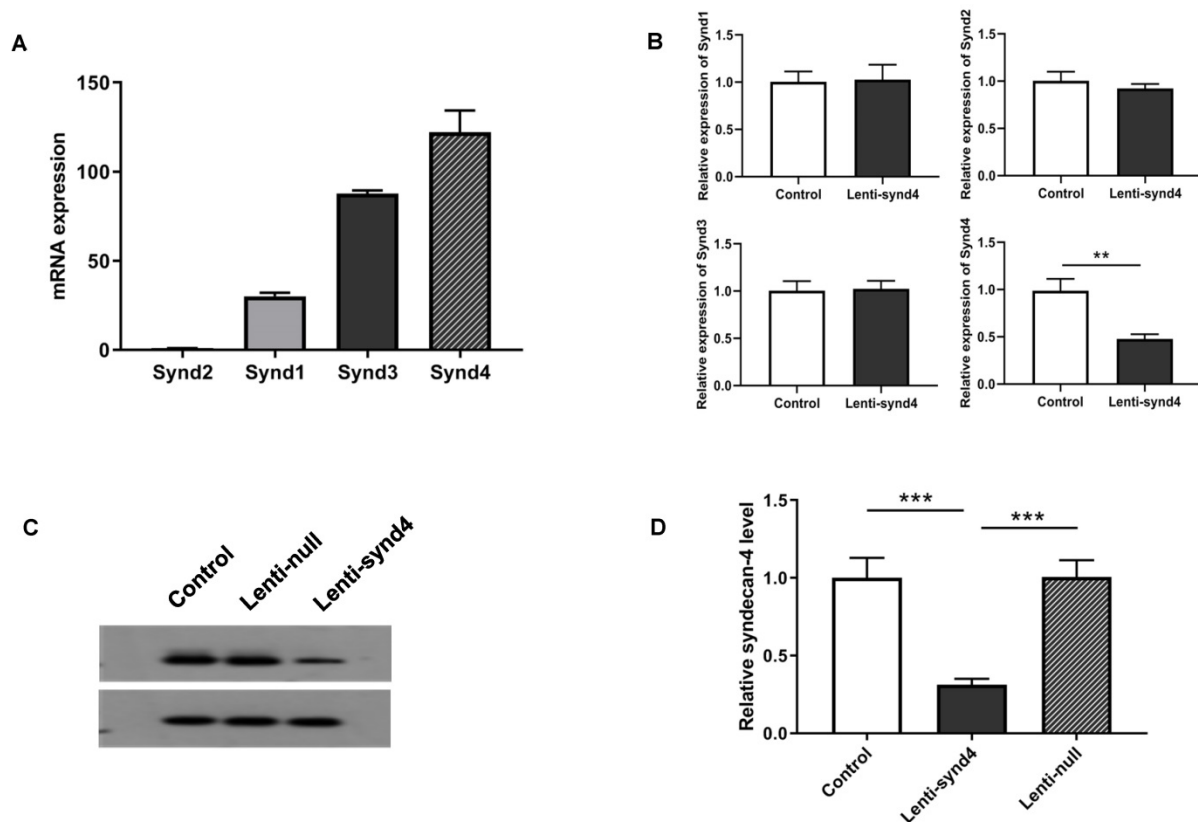 A
mRNA expression
150
100
50
0
Synd2 Synd1 Synd3 Synd4
B
Relative expression of Synd1
1.5
1.0
0.5
0.0
Control Lenti-synd4
Relative expression of Synd2
1.5
1.0
0.5
0.0
Control Lenti-synd4
Relative expression of Synd3
1.5
1.0
0.5
0.0
Control Lenti-synd4
Relative expression of Synd4
1.5
1.0
0.5
0.0
**
Control Lenti-synd4
C
Control Lenti-null Lenti-synd4
D
Relative syndecan-4 level
1.5
1.0
0.5
0.0
*** ***
Control Lenti-synd4 Lenti-null